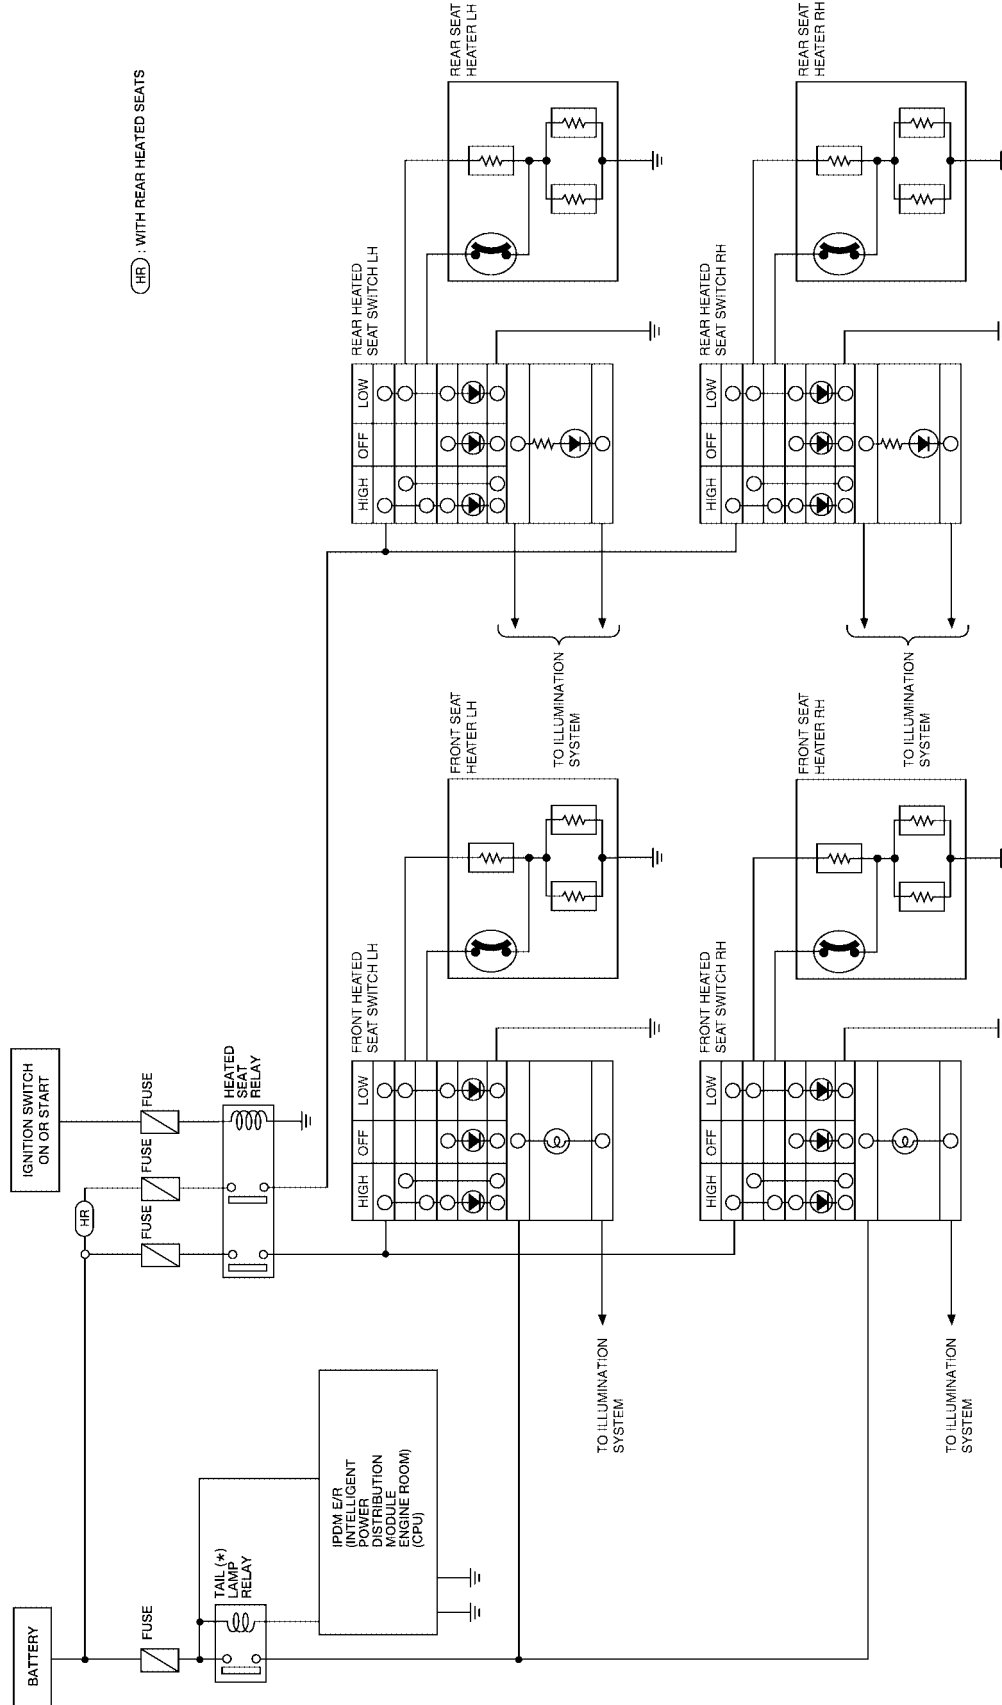 BATTERY
FUSE
TAIL (*)
LAMP
RELAY
IPDM E/R
(INTELLIGENT
POWER
DISTRIBUTION
MODULE
ENGINE ROOM)
(CPU)
IGNITION SWITCH
ON OR START
HR
FUSE
FUSE
FUSE
HEATED
SEAT
RELAY
HR : WITH REAR HEATED SEATS
FRONT HEATED
SEAT SWITCH LH
HIGH
OFF
LOW
FRONT SEAT
HEATER LH
TO ILLUMINATION
SYSTEM
REAR HEATED
SEAT SWITCH LH
HIGH
OFF
LOW
REAR SEAT
HEATER LH
TO ILLUMINATION
SYSTEM
FRONT HEATED
SEAT SWITCH RH
HIGH
OFF
LOW
FRONT SEAT
HEATER RH
TO ILLUMINATION
SYSTEM
REAR HEATED
SEAT SWITCH RH
HIGH
OFF
LOW
REAR SEAT
HEATER RH
TO ILLUMINATION
SYSTEM